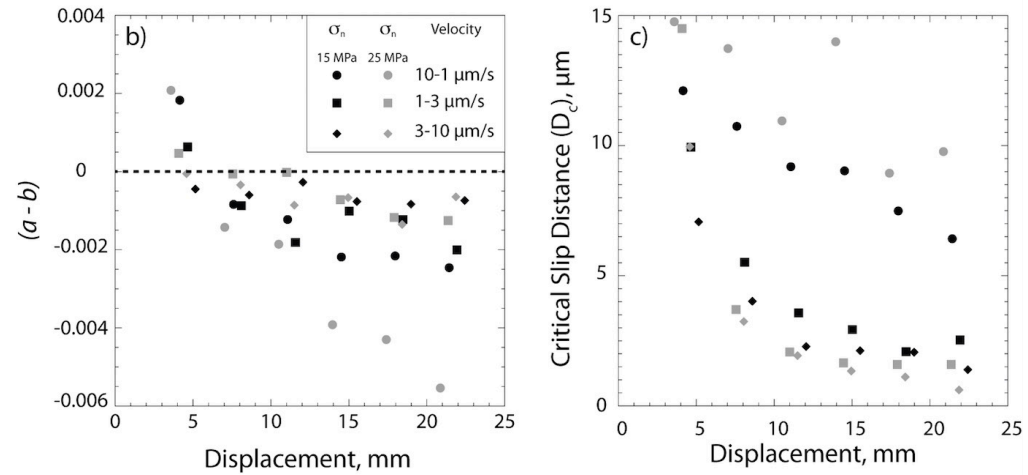 b)
σn σn Velocity
15 MPa 25 MPa
10-1 μm/s
1-3 μm/s
3-10 μm/s
0.004
0.002
0
-0.002
-0.004
-0.006
(a - b)
0 5 10 15 20 25
Displacement, mm
c)
15
10
5
0
Critical Slip Distance (Dc), μm
0 5 10 15 20 25
Displacement, mm